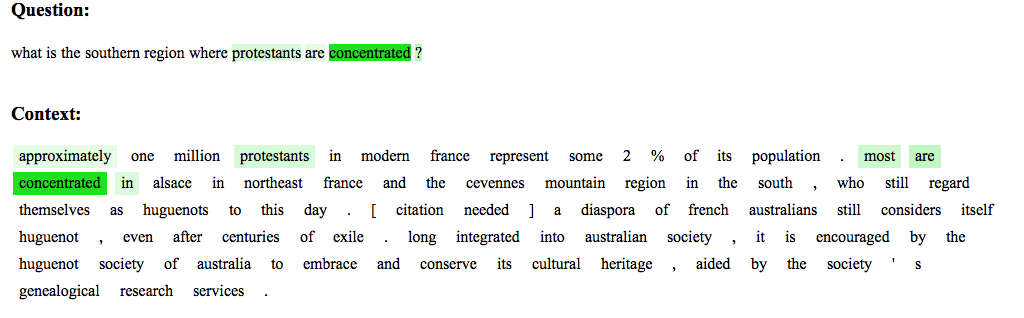 Question:
what is the southern region where protestants are concentrated ?
Context:
approximately one million protestants in modern france represent some 2 % of its population . most are
concentrated in alsace in northeast france and the cevennes mountain region in the south , who still regard
themselves as huguenots to this day . [ citation needed ] a diaspora of french australians still considers itself
huguenot , even after centuries of exile . long integrated into australian society , it is encouraged by the
huguenot society of australia to embrace and conserve its cultural heritage , aided by the society ' s
genealogical research services .